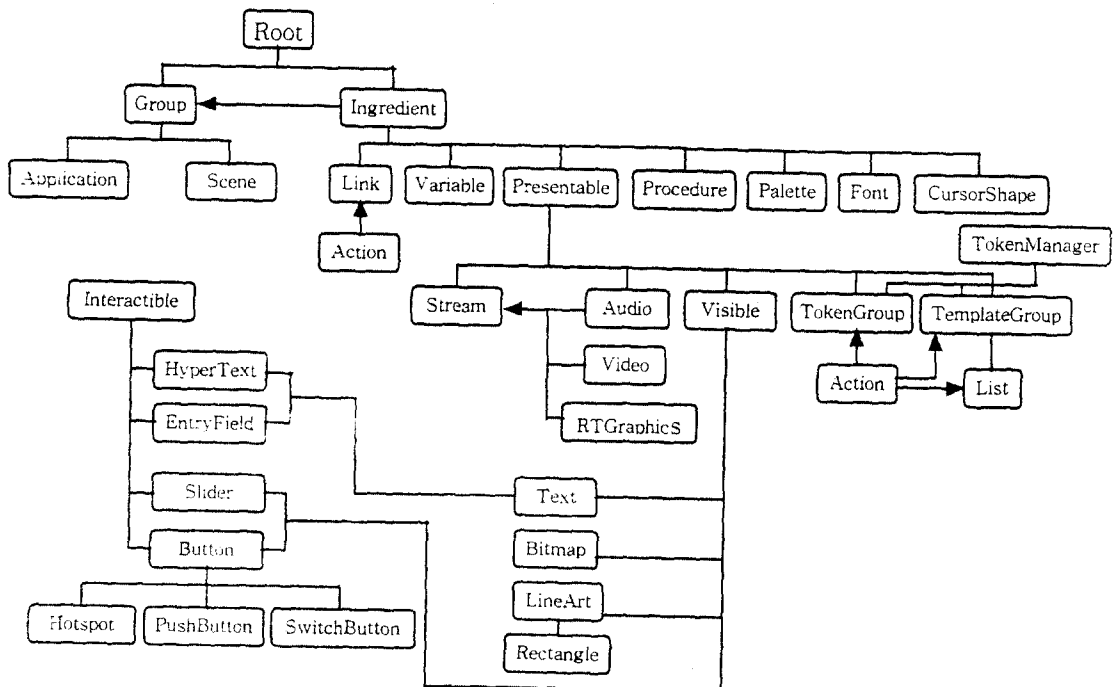 Root
Group
Ingredient
Application
Scene
Link
Variable
Presentable
Procedure
Palette
Font
CursorShape
Action
TokenManager
Interactible
Stream
Audio
Visible
TokenGroup
TemplateGroup
HyperText
Video
Action
List
EntryField
RTGraphicS
Slider
Text
Button
Bitmap
LineArt
Hotspot
PushButton
SwitchButton
Rectangle